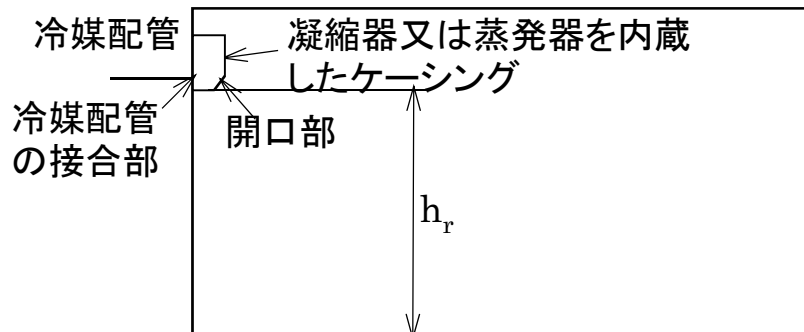 冷媒配管
凝縮器又は蒸発器を内蔵
したケーシング
冷媒配管
の接合部
開口部
hr